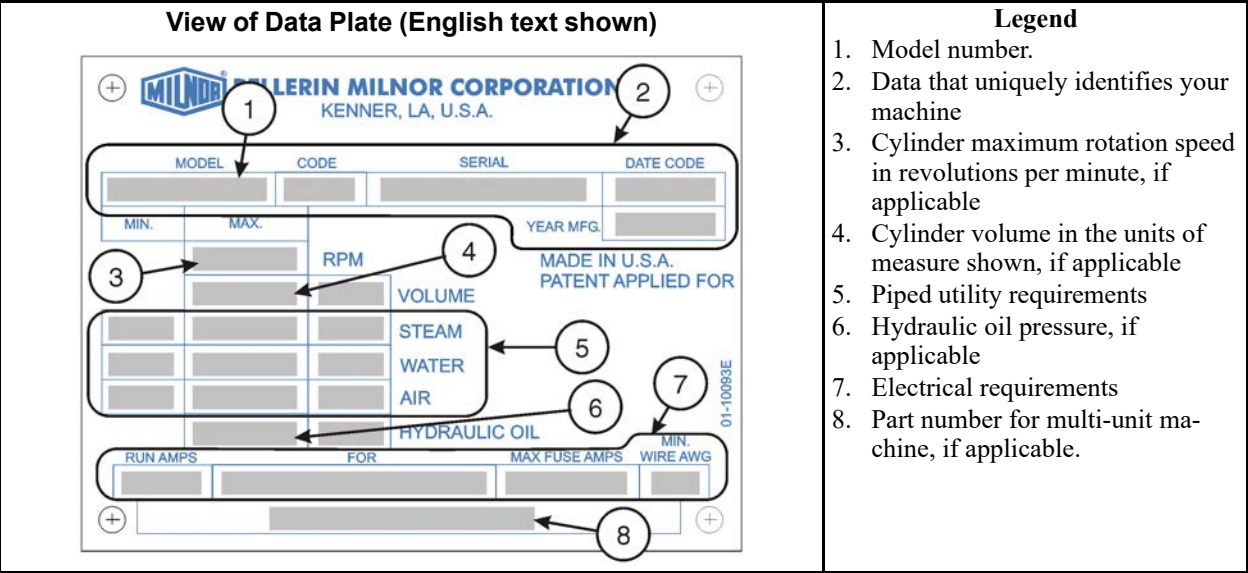 View of Data Plate (English text shown)
MILNOR®
PELLERIN MILNOR CORPORATION
KENNER, LA, U.S.A.
1
2
MODEL CODE SERIAL DATE CODE
MIN. MAX. YEAR MFG.
3
RPM
4
MADE IN U.S.A.
PATENT APPLIED FOR
VOLUME
STEAM
5
WATER
AIR
6
7
01-10093E
HYDRAULIC OIL
RUN AMPS FOR MAX FUSE AMPS MIN.
WIRE AWG
8
Legend
1. Model number.
2. Data that uniquely identifies your
machine
3. Cylinder maximum rotation speed
in revolutions per minute, if
applicable
4. Cylinder volume in the units of
measure shown, if applicable
5. Piped utility requirements
6. Hydraulic oil pressure, if
applicable
7. Electrical requirements
8. Part number for multi-unit ma-
chine, if applicable.